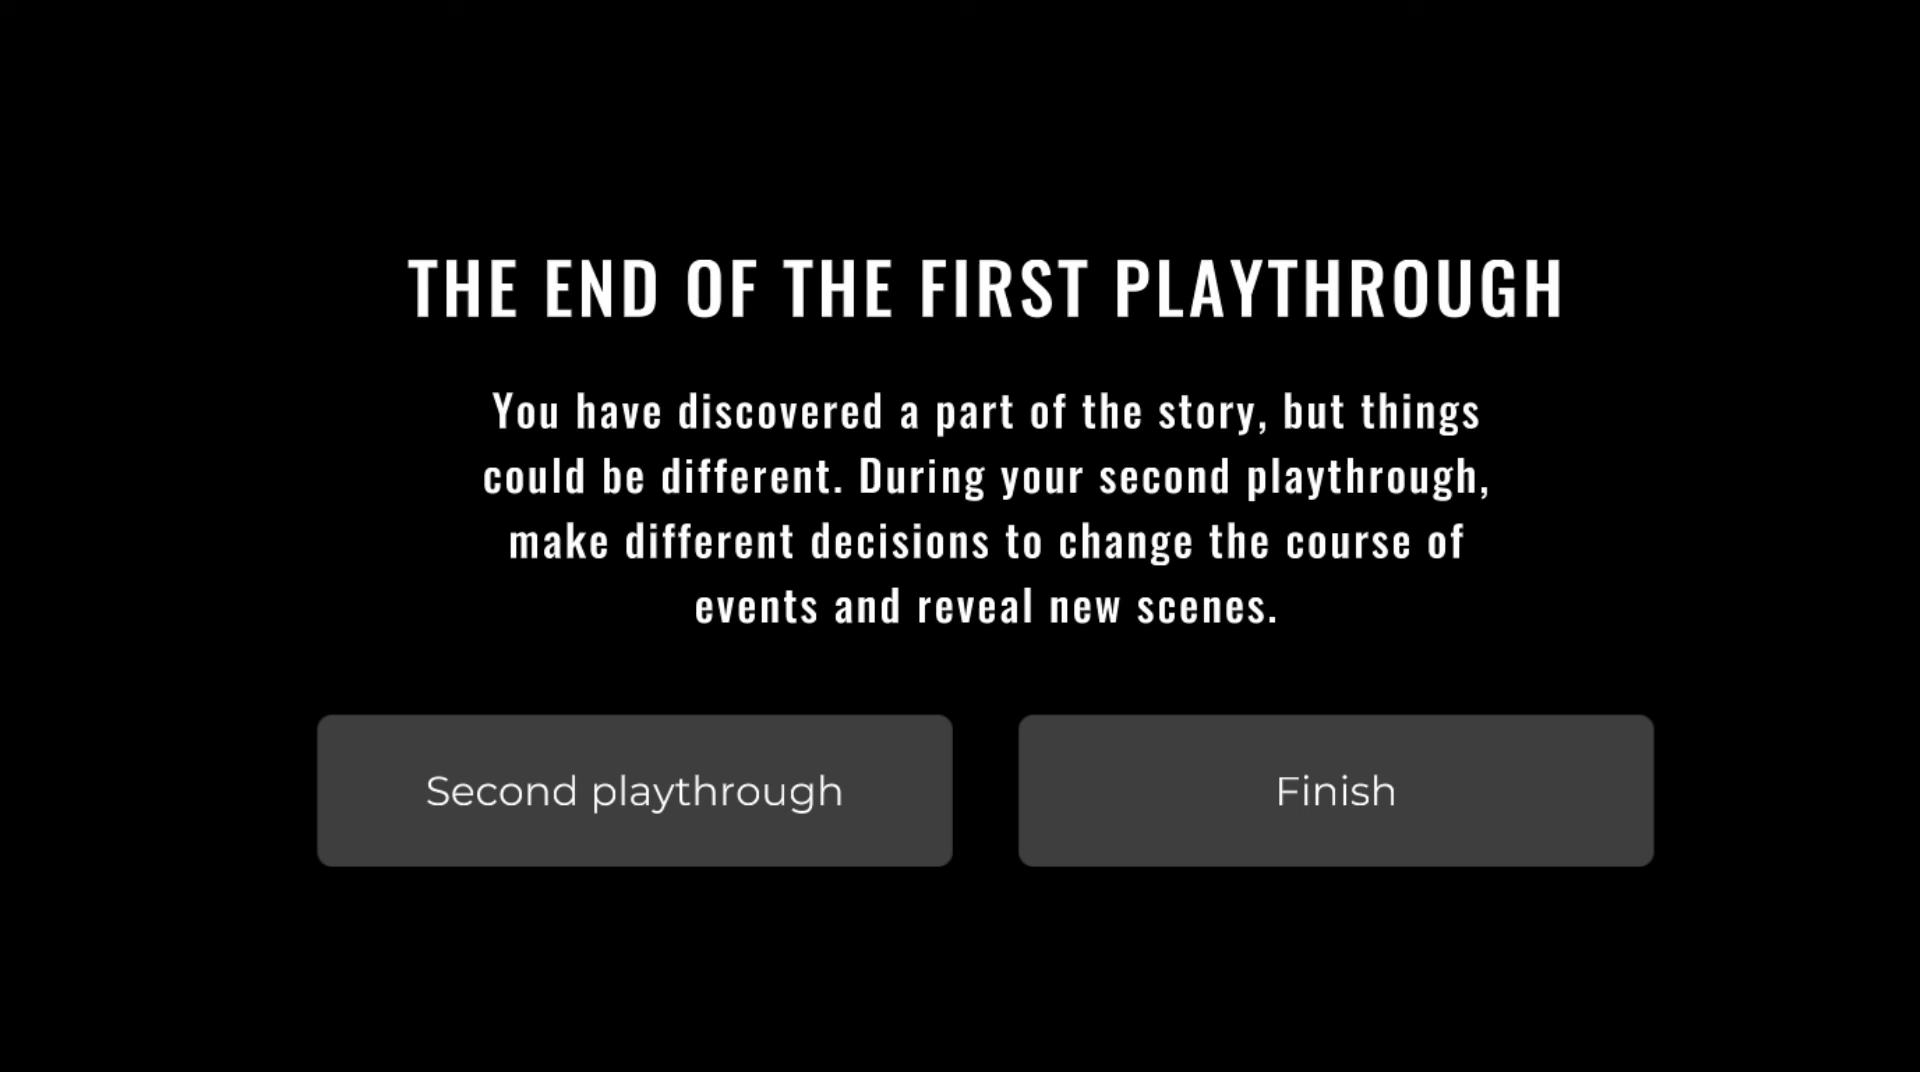 THE END OF THE FIRST PLAYTHROUGH
You have discovered a part of the story, but things
could be different. During your second playthrough,
make different decisions to change the course of
events and reveal new scenes.
Second playthrough
Finish